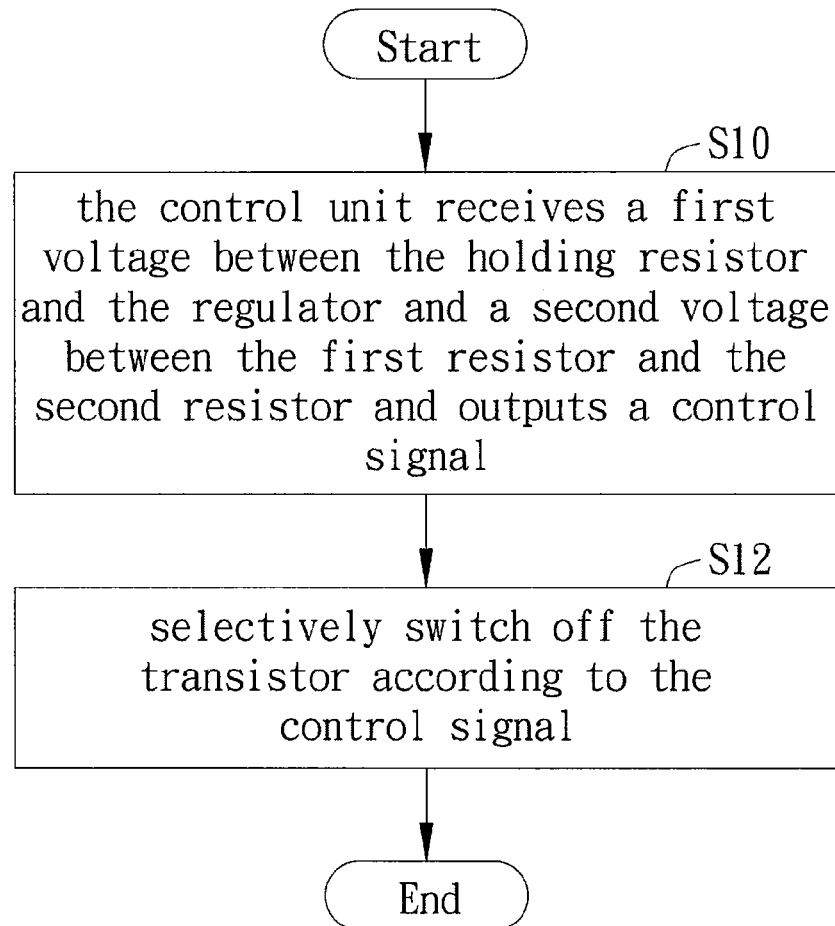 Start
S10
the control unit receives a first
voltage between the holding resistor
and the regulator and a second voltage
between the first resistor and the
second resistor and outputs a control
signal
S12
selectively switch off the
transistor according to the
control signal
End